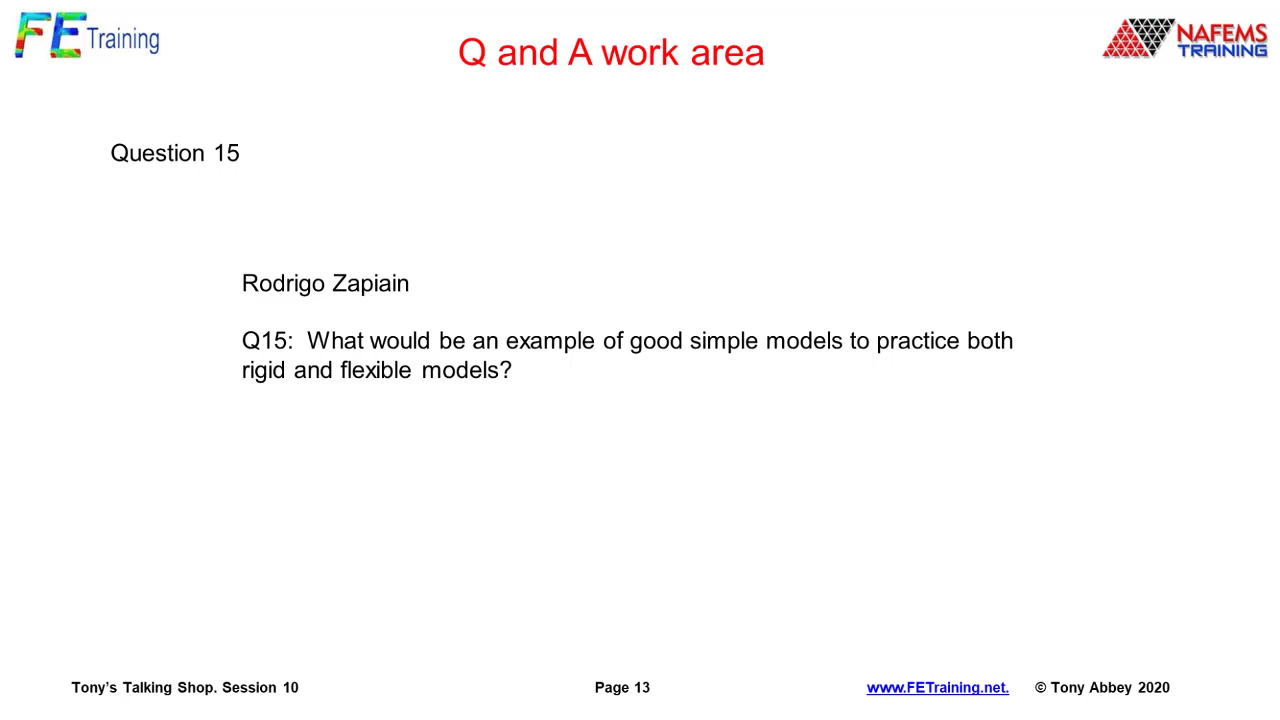 FE Training
Q and A work area
NAFEMS
TRAINING
Question 15
Rodrigo Zapiain
Q15: What would be an example of good simple models to practice both
rigid and flexible models?
Tony’s Talking Shop. Session 10
Page 13
www.FETraining.net.
© Tony Abbey 2020